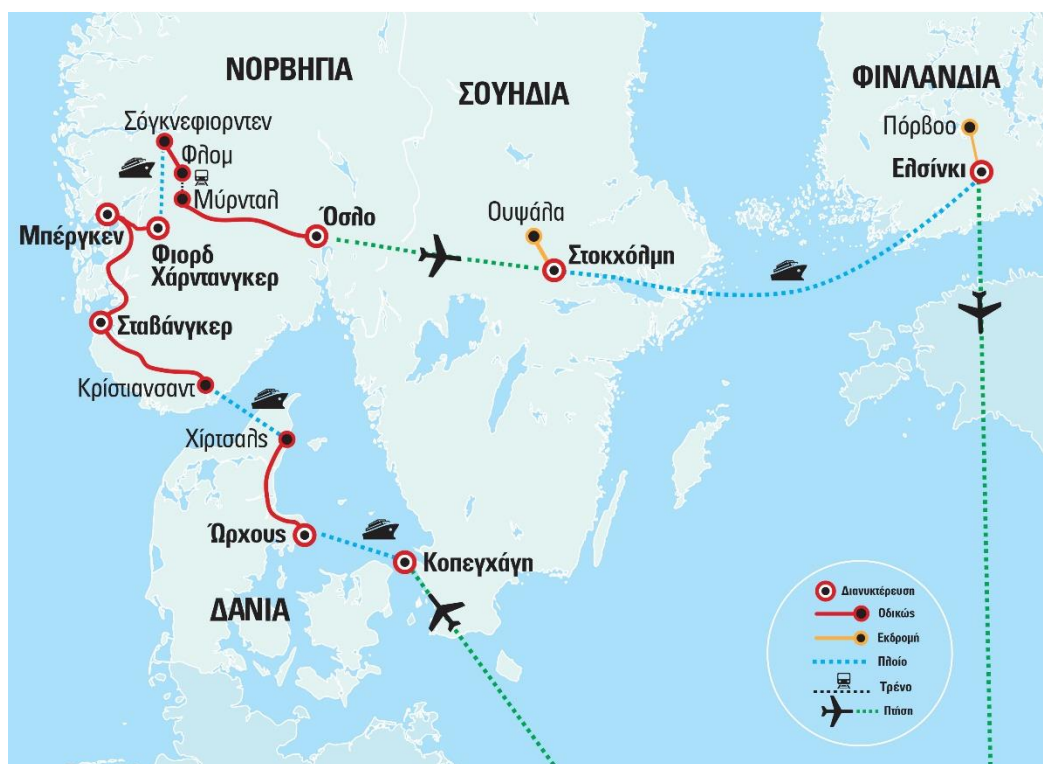 ΝΟΡΒΗΓΙΑ
ΣΟΥΗΔΙΑ
ΦΙΝΛΑΝΔΙΑ
Σόγκνεφιορντεν
Φλομ
Μύρνταλ
Μπέργκεν
Φιορδ
Χάρντανγκερ
Όσλο
Ουψάλα
Στοκχόλμη
Πόρβοο
Ελσίνκι
Σταβάνγκερ
Κρίστιανσαντ
Χίρτσαλς
Ώρχους
Κοπεγχάγη
ΔΑΝΙΑ
Διανυκτέρευση
Οδικώς
Εκδρομή
Πλοίο
Τρένο
Πτήση